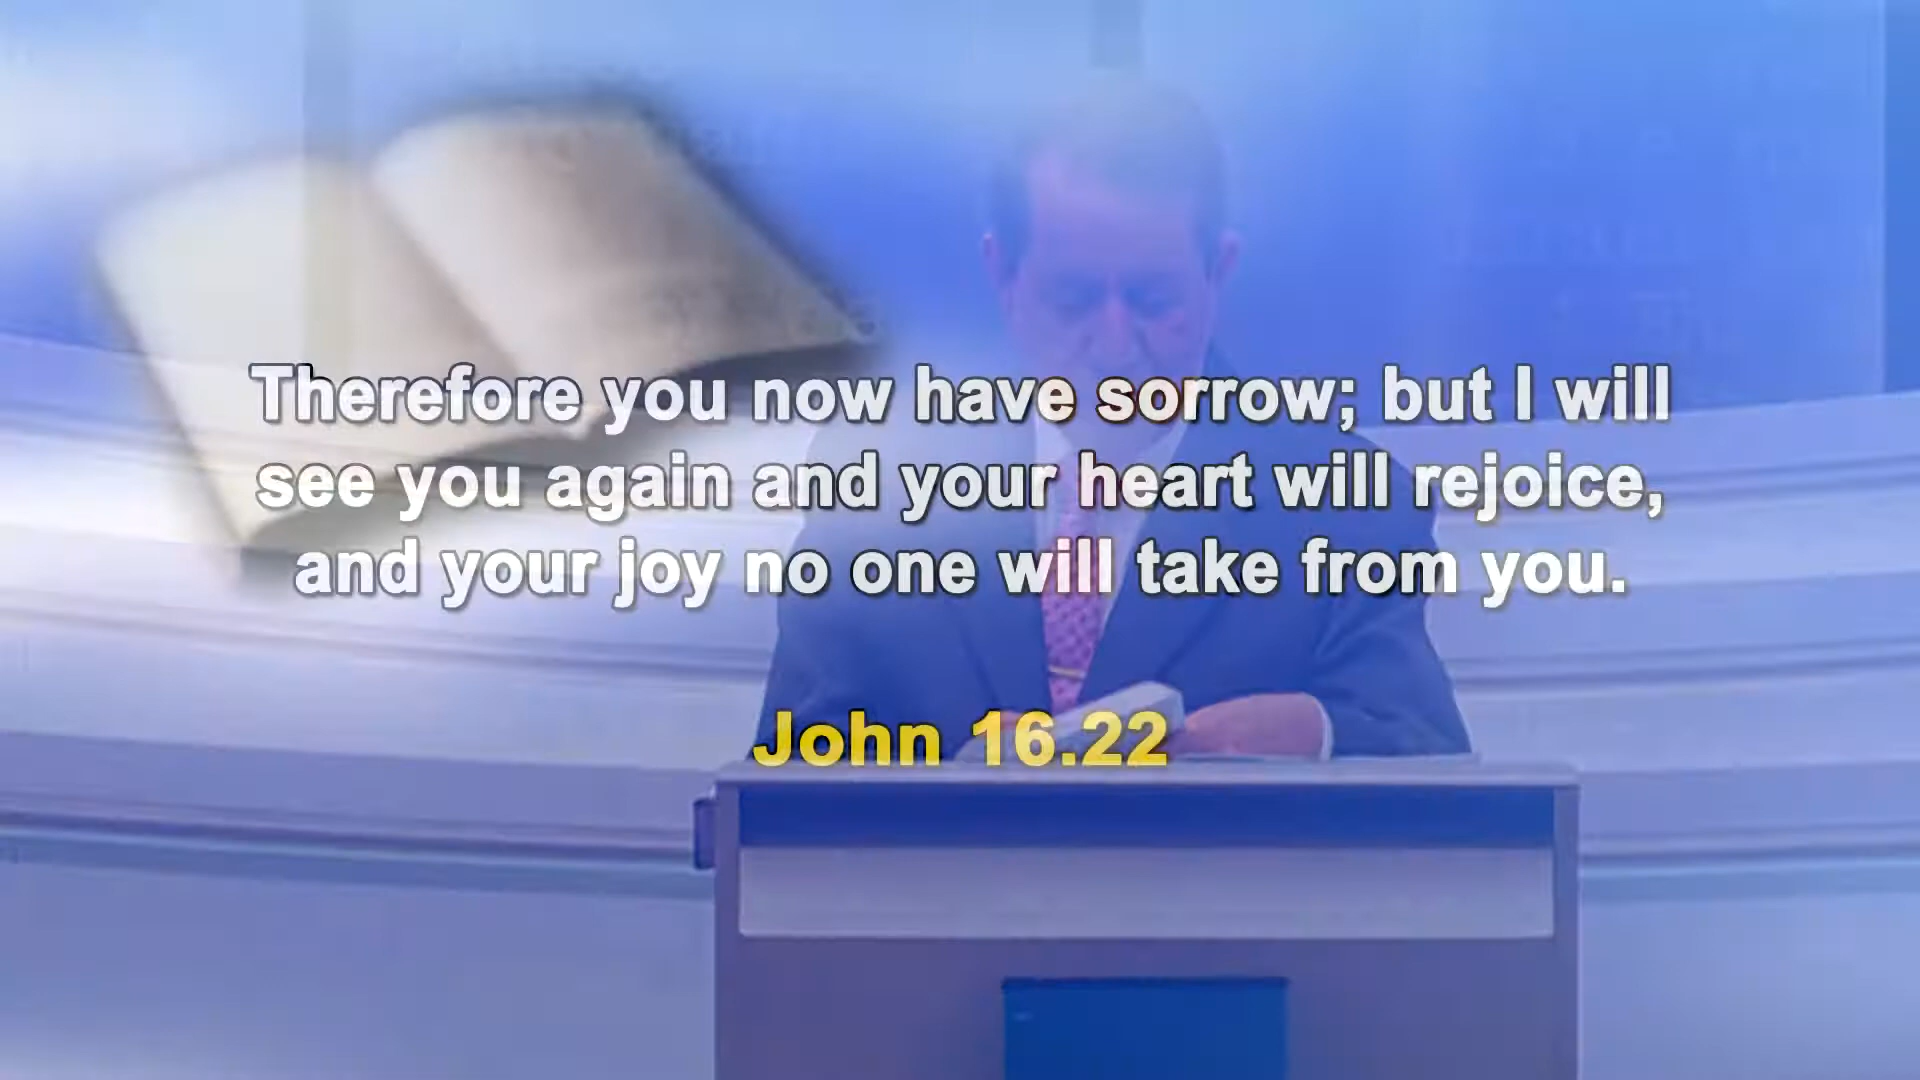 Therefore you now have sorrow; but I will
see you again and your heart will rejoice,
and your joy no one will take from you.
John 16.22